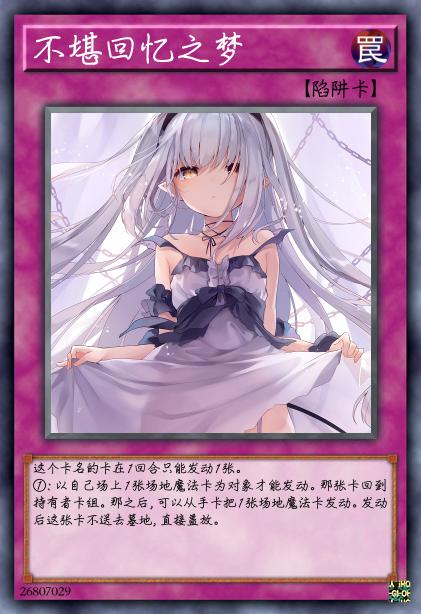 不堪回忆之梦
罠
【陷阱卡】
这个卡名的卡在1回合只能发动1张。
①：以自己场上1张场地魔法卡为对象才能发动。那张卡回到
持有者卡组。那之后，可以从手卡把1张场地魔法卡发动。发动
后这张卡不送去墓地，直接盖放。
26807029